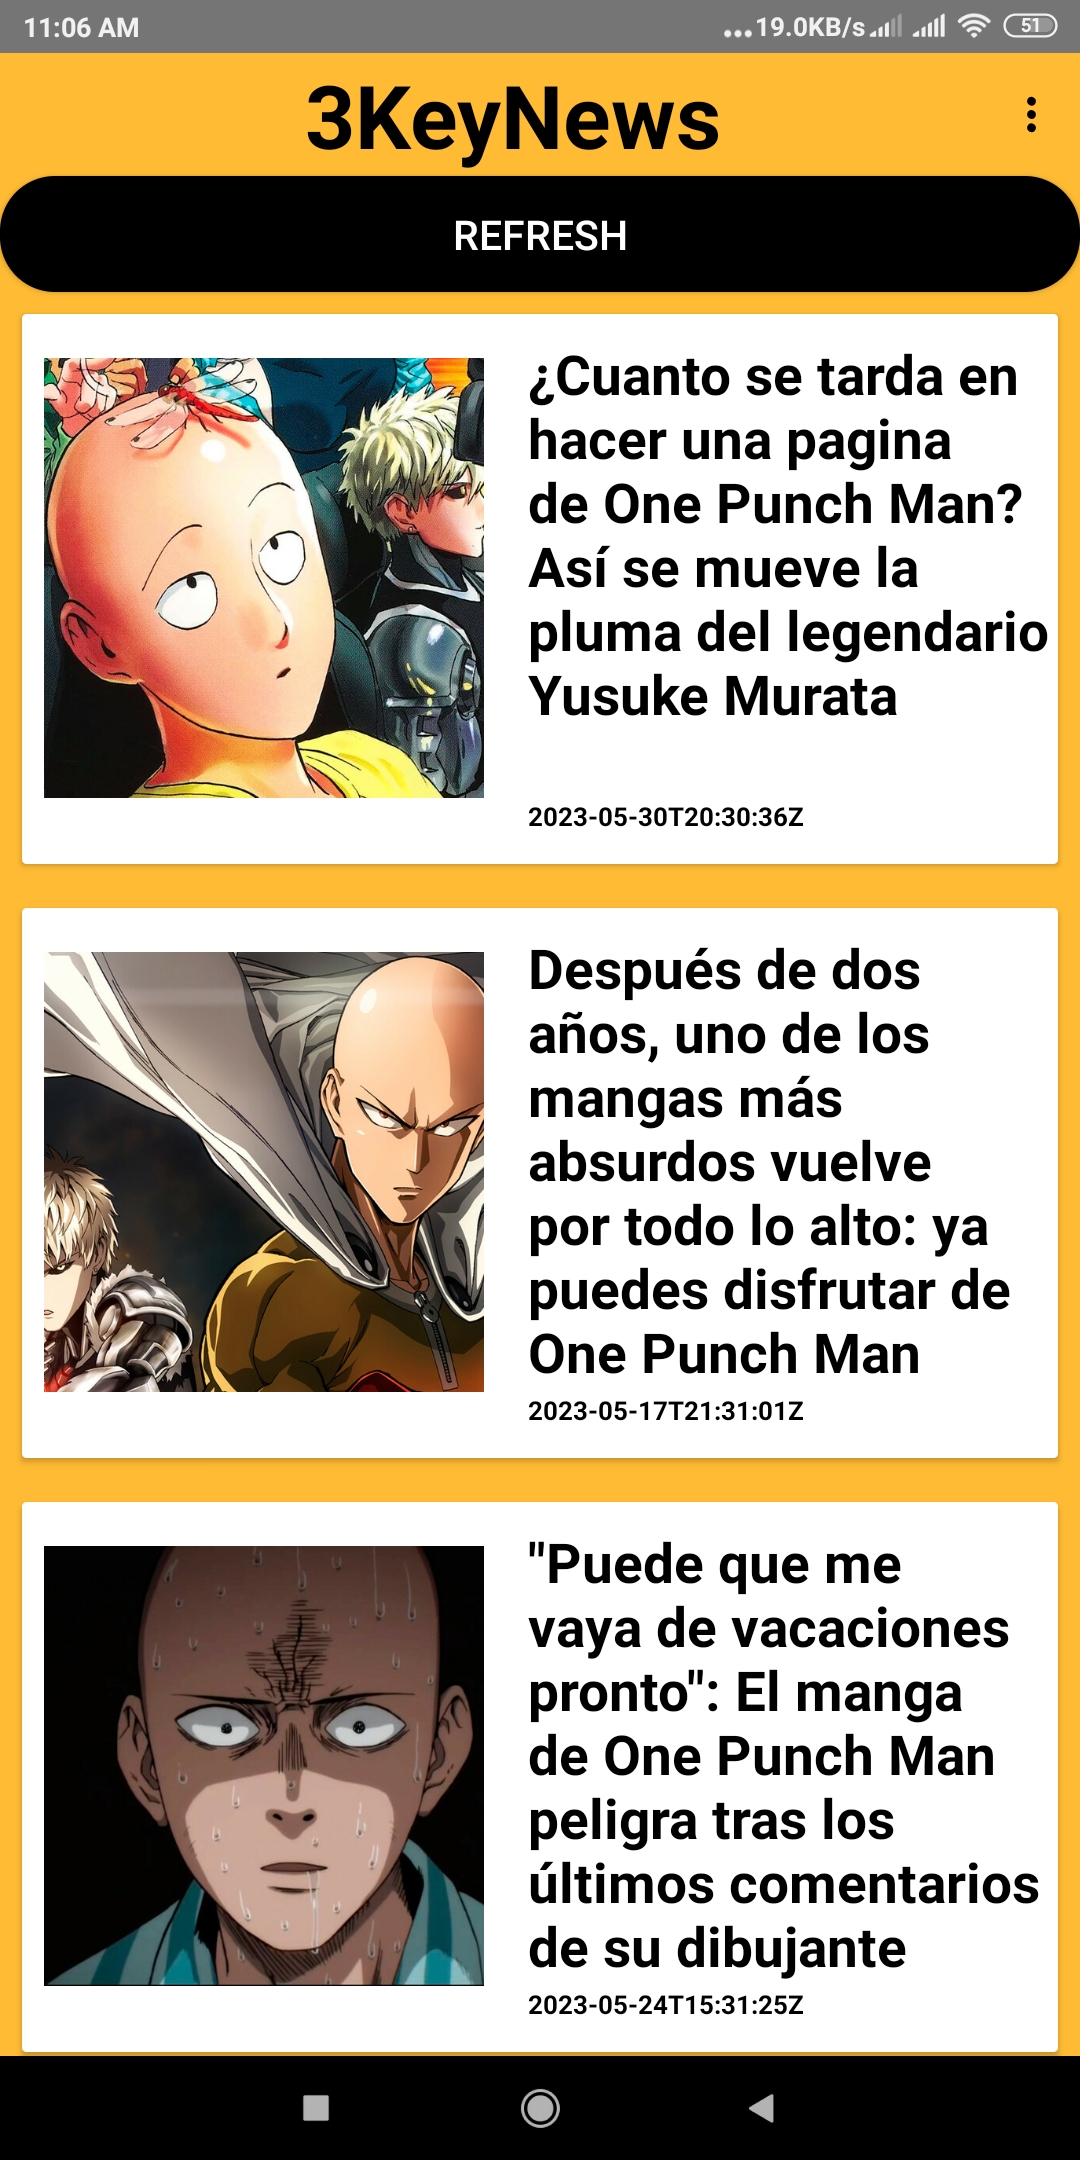 11:06 AM
...19.0KB/s
51
3KeyNews
REFRESH
¿Cuanto se tarda en
hacer una pagina
de One Punch Man?
Así se mueve la
pluma del legendario
Yusuke Murata
2023-05-30T20:30:36Z
Después de dos
años, uno de los
mangas más
absurdos vuelve
por todo lo alto: ya
puedes disfrutar de
One Punch Man
2023-05-17T21:31:01Z
"Puede que me
vaya de vacaciones
pronto": El manga
de One Punch Man
peligra tras los
últimos comentarios
de su dibujante
2023-05-24T15:31:25Z